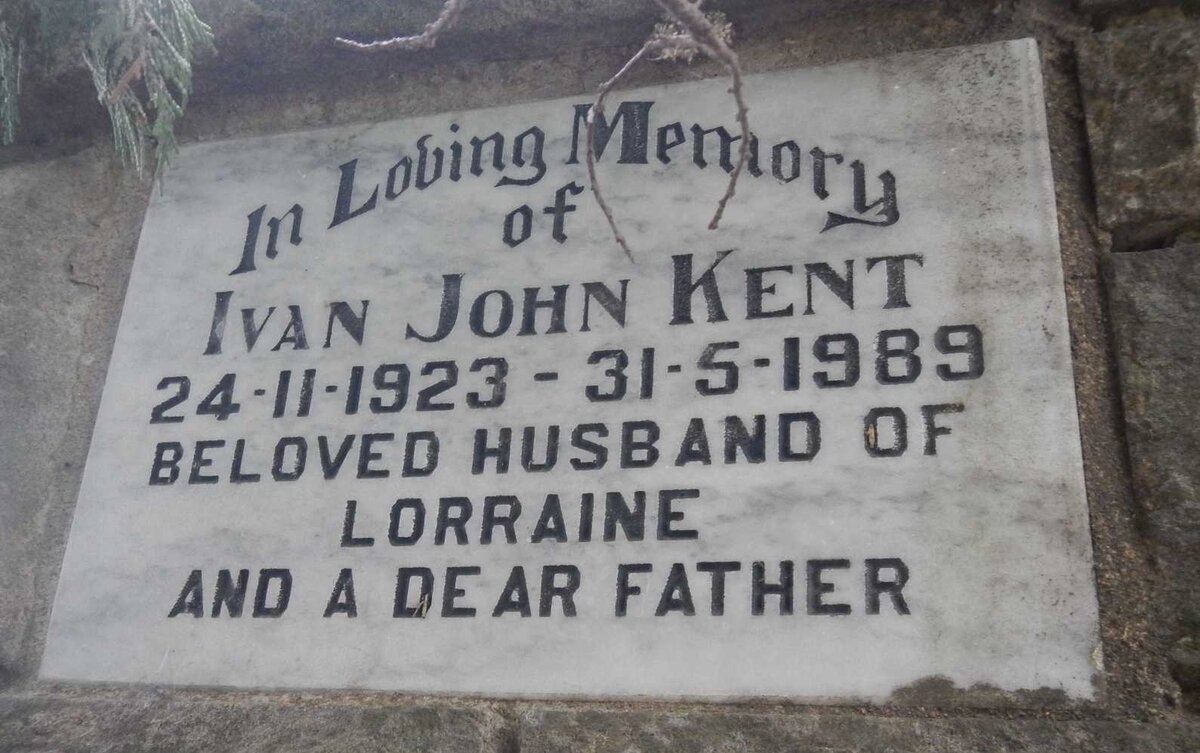 In Loving Memory
of
IVAN JOHN KENT
24-11-1923 - 31-5-1989
BELOVED HUSBAND OF
LORRAINE
AND A DEAR FATHER